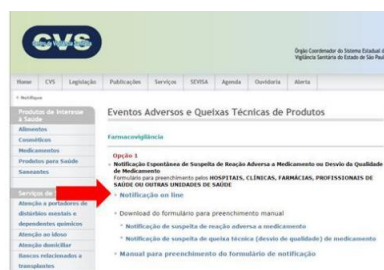 CVS
Órgão Coordenador do Sistema Estadual de
Vigilância Sanitária do Estado de São Paulo
Home CVS Legislação Publicações Serviços SEVISA Agenda Ouvidoria Alerta
Notifique
Produtos de Interesse
à Saúde
Alimentos
Cosméticos
Medicamentos
Produtos para Saúde
Saneantes
Serviços de
Atenção a portadores de
distúrbios mentais e
dependentes químicos
Atenção ao idoso
Atenção domiciliar
Bancos relacionados a
transplantes
Eventos Adversos e Queixas Técnicas de Produtos
Farmacovigilância
Opção 1
Notificação Espontânea de Suspeita de Reação Adversa a Medicamento ou Desvio da Qualidade
de Medicamento
Formulário para preenchimento pelos HOSPITAIS, CLÍNICAS, FARMÁCIAS, PROFISSIONAIS DE
SAÚDE OU OUTRAS UNIDADES DE SAÚDE
Notificação on line
Download do formulário para preenchimento manual
Notificação de suspeita de reação adversa a medicamento
Notificação de suspeita de queixa técnica (desvio de qualidade) de medicamento
Manual para preenchimento do formulário de notificação